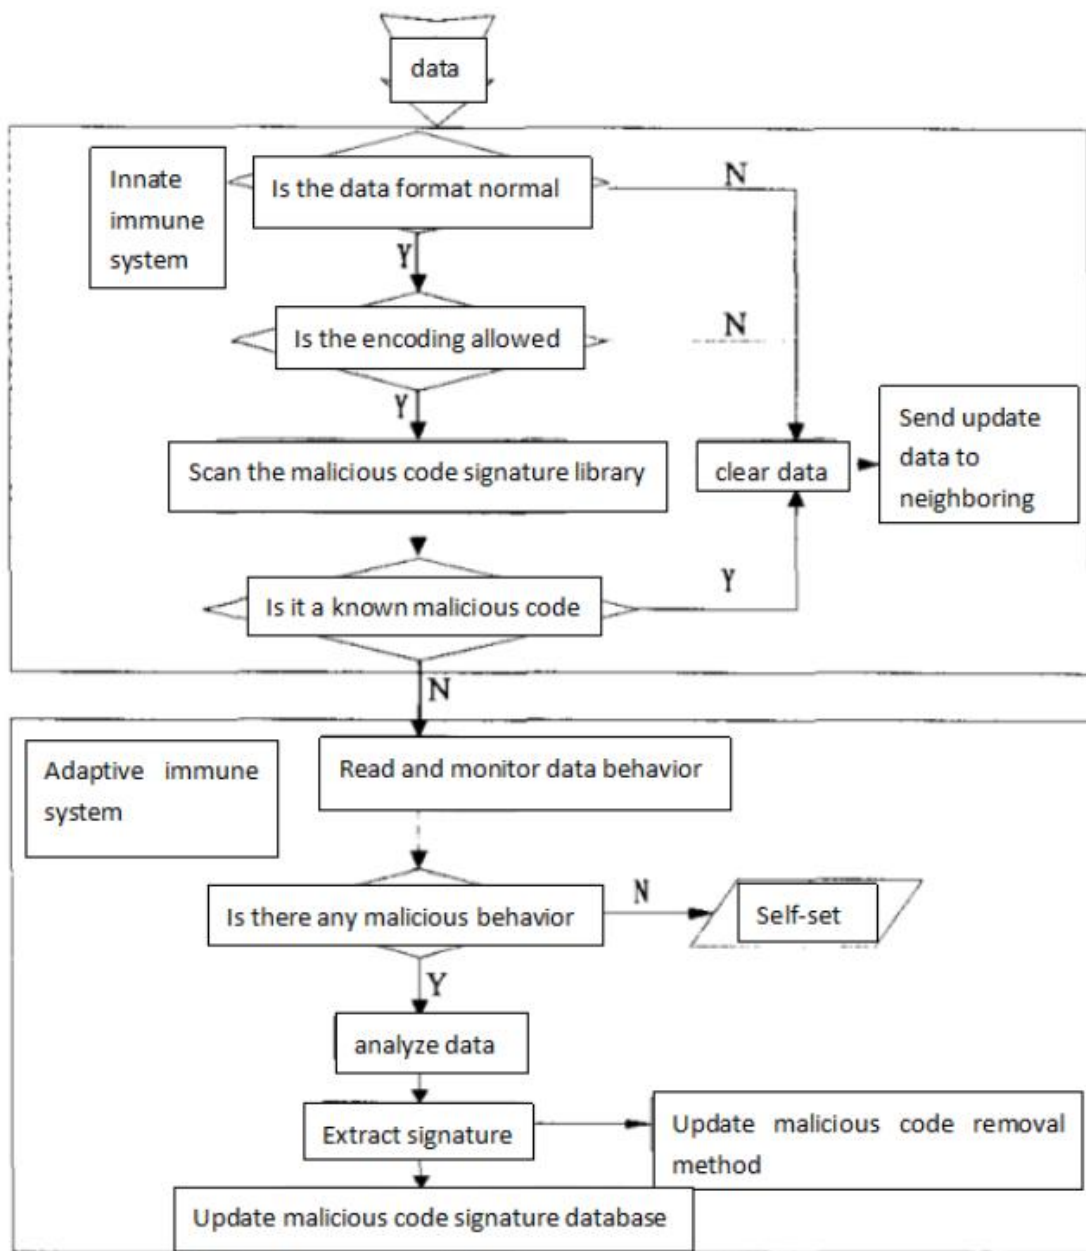 data
Innate
immune
system
Is the data format normal
N
Y
Is the encoding allowed
N
Y
Scan the malicious code signature library
clear data
Send update
data to
neighboring
Is it a known malicious code
Y
N
Adaptive immune
system
Read and monitor data behavior
Is there any malicious behavior
N
Self-set
Y
analyze data
Extract signature
Update malicious code removal
method
Update malicious code signature database